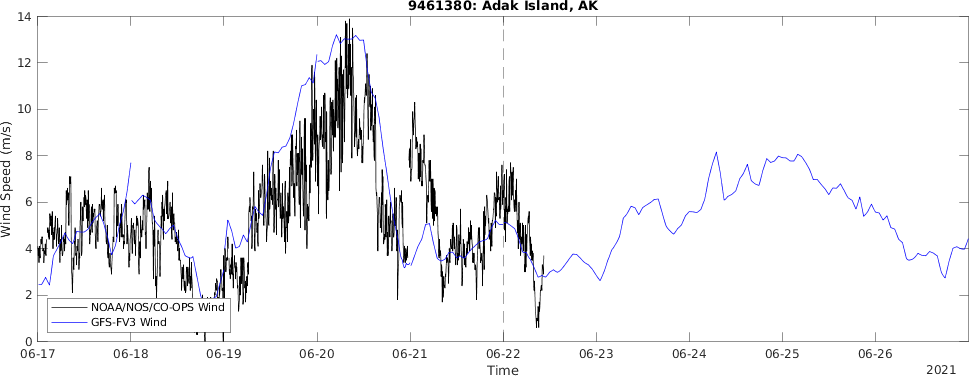 9461380: Adak Island, AK
Wind Speed (m/s)
14
12
10
8
6
4
2
0
NOAA/NOS/CO-OPS Wind
GFS-FV3 Wind
06-17 06-18 06-19 06-20 06-21 06-22 06-23 06-24 06-25 06-26
Time
2021